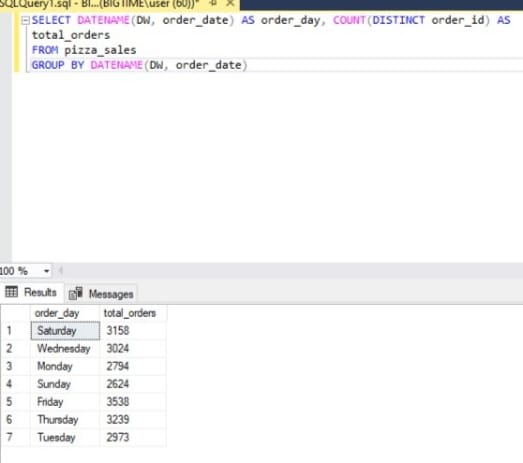 SQLQuery1.sql - BI...(BIGTIME\user (60))*
SELECT DATENAME(DW, order_date) AS order_day, COUNT(DISTINCT order_id) AS
total_orders
FROM pizza_sales
GROUP BY DATENAME(DW, order_date)
100 %
Results Messages
order_day total_orders
1 Saturday 3158
2 Wednesday 3024
3 Monday 2794
4 Sunday 2624
5 Friday 3538
6 Thursday 3239
7 Tuesday 2973